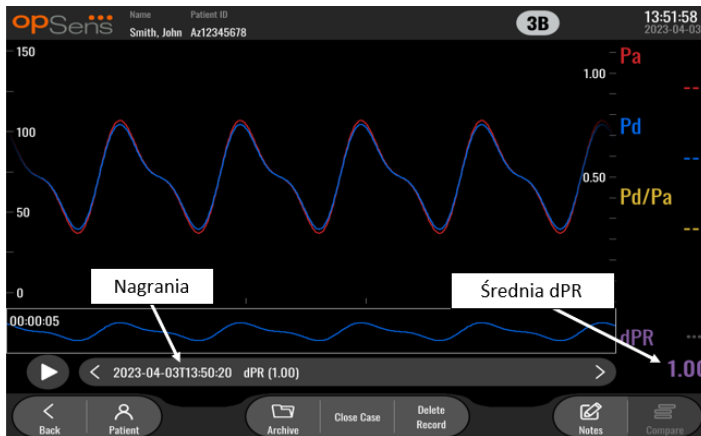 opSens
Name Patient ID
Smith, John Az12345678
3B
13:51:58
2023-04-03
150
100
50
0
1.00
0.50
Pa
--
Pd
--
Pd/Pa
--
Nagrania
Średnia dPR
00:00:05
dPR ---
1.00
2023-04-03T13:50:20 dPR (1.00)
Back
Patient
Archive
Close Case
Delete
Record
Notes
Compare